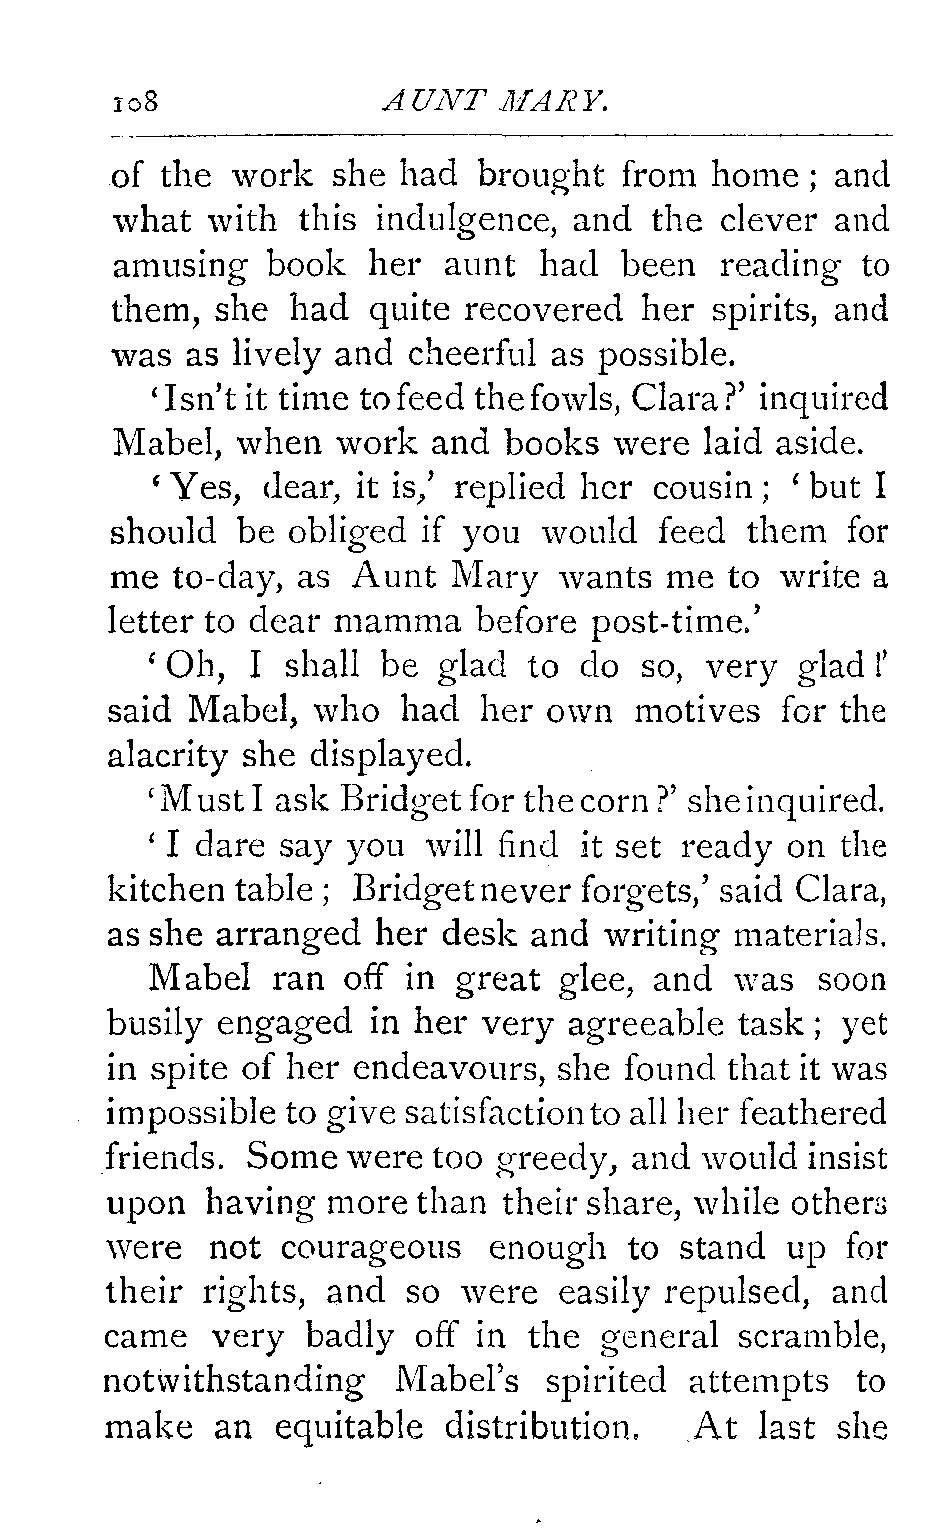 108 AUNT MARY.
of the work she had brought from home ; and
what with this indulgence, and the clever and
amusing book her aunt had been reading to
them, she had quite recovered her spirits, and
was as lively and cheerful as possible.
‘Isn’t it time to feed the fowls, Clara?’ inquired
Mabel, when work and books were laid aside.
‘Yes, dear, it is,’ replied her cousin ; ‘but I
should be obliged if you would feed them for
me to-day, as Aunt Mary wants me to write a
letter to dear mamma before post-time.’
‘Oh, I shall be glad to do so, very glad !’
said Mabel, who had her own motives for the
alacrity she displayed.
‘Must I ask Bridget for the corn ?’ she inquired.
‘I dare say you will find it set ready on the
kitchen table ; Bridget never forgets,’ said Clara,
as she arranged her desk and writing materials.
Mabel ran off in great glee, and was soon
busily engaged in her very agreeable task ; yet
in spite of her endeavours, she found that it was
impossible to give satisfaction to all her feathered
friends. Some were too greedy, and would insist
upon having more than their share, while others
were not courageous enough to stand up for
their rights, and so were easily repulsed, and
came very badly off in the general scramble,
notwithstanding Mabel’s spirited attempts to
make an equitable distribution. At last she